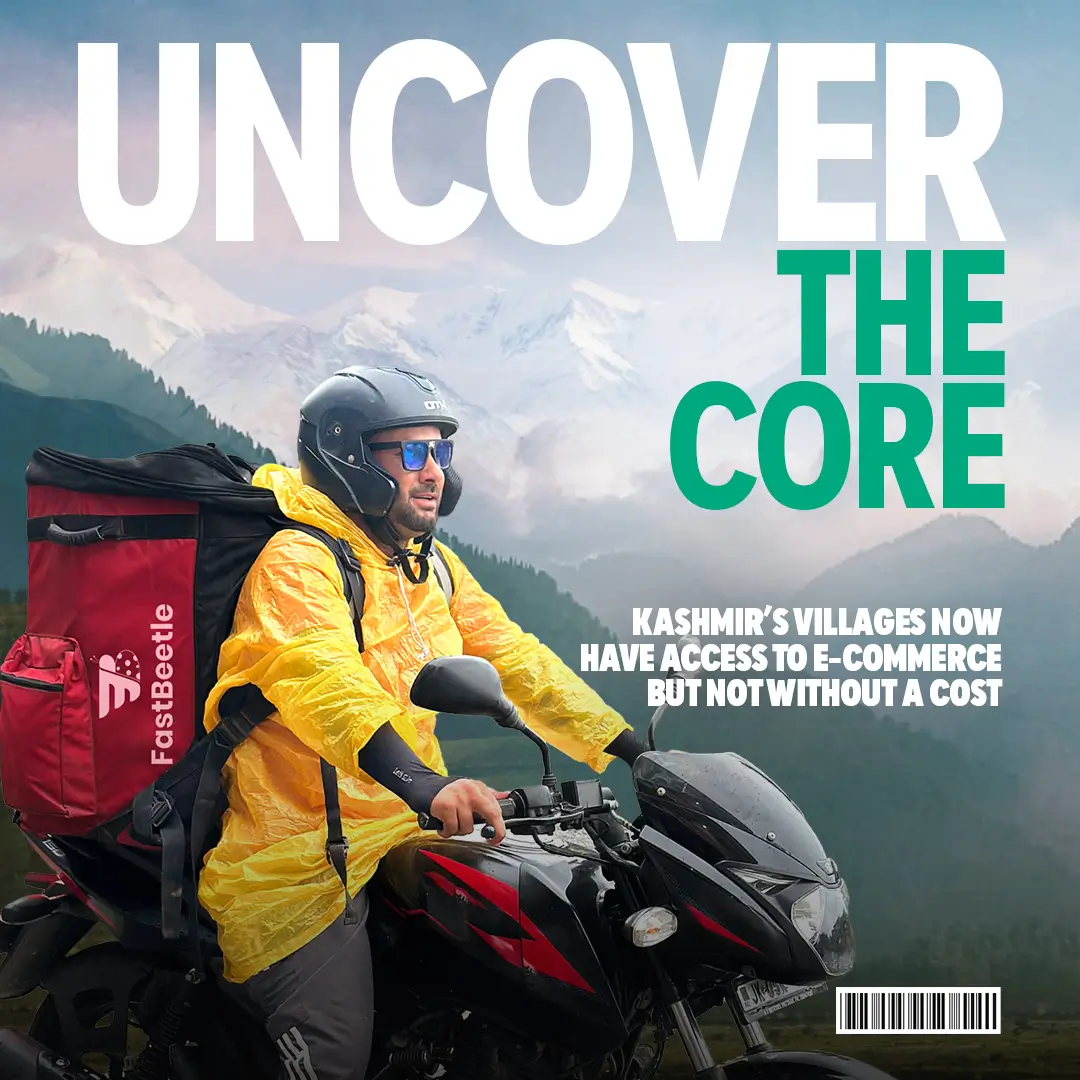 UNCOVER
THE
CORE
KASHMIR'S VILLAGES NOW
HAVE ACCESS TO E-COMMERCE
BUT NOT WITHOUT A COST
FastBeetle